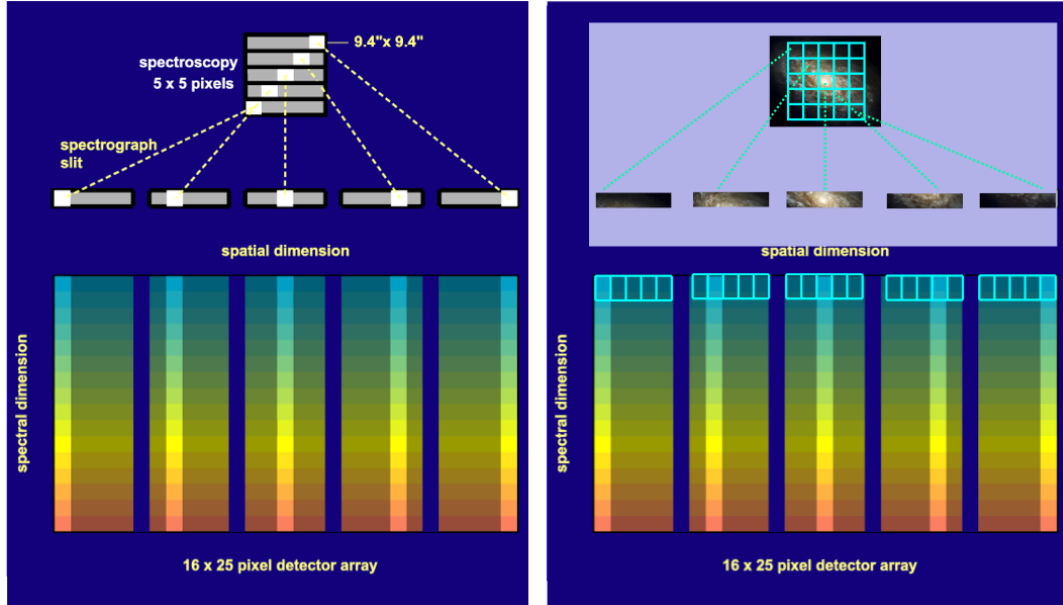 9.4"x 9.4"
spectroscopy
5 x 5 pixels
spectrograph
slit
spatial dimension
spectral dimension
16 x 25 pixel detector array
spatial dimension
spectral dimension
16 x 25 pixel detector array